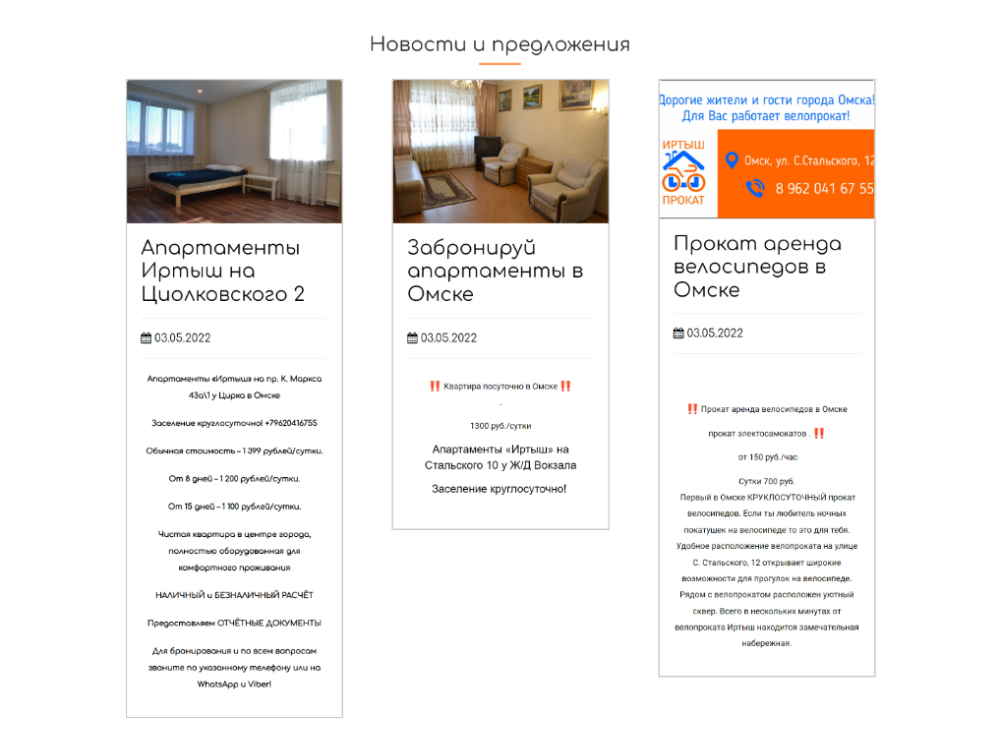 Новости и предложения
Апартаменты
Иртыш на
Циолковского 2
03.05.2022
Апартаменты «Иртыш» на пр. К. Маркса
43а\1 у Цирка в Омске
Заселение круглосуточно! +79620416755
Обычная стоимость – 1 399 рублей/сутки.
От 8 дней – 1 200 рублей/сутки.
От 15 дней – 1 100 рублей/сутки.
Чистая квартира в центре города,
полностью оборудованная для
комфортного проживания
НАЛИЧНЫЙ и БЕЗНАЛИЧНЫЙ РАСЧЁТ
Предоставляем ОТЧЁТНЫЕ ДОКУМЕНТЫ
Для бронирования и по всем вопросам
звоните по указанному телефону или на
WhatsApp и Viber!
Забронируй
апартаменты в
Омске
03.05.2022
‼ Квартира посуточно в Омске ‼
.
1300 руб./сутки
Апартаменты «Иртыш» на
Стальского 10 у Ж/Д Вокзала
Заселение круглосуточно!
Дорогие жители и гости города Омска!
Для Вас работает велопрокат!
ИРТЫШ
ПРОКАТ
Омск, ул. С.Стальского, 12
8 962 041 67 55
Прокат аренда
велосипедов в
Омске
03.05.2022
‼ Прокат аренда велосипедов в Омске
прокат электосамокатов . ‼
от 150 руб./час
Сутки 700 руб.
Первый в Омске КРУКЛОСУТОЧНЫЙ прокат
велосипедов. Если ты любитель ночных
покатушек на велосипеде то это для тебя.
Удобное расположение велопроката на улице
С. Стальского, 12 открывает широкие
возможности для прогулок на велосипеде.
Рядом с велопрокатом расположен уютный
сквер. Всего в нескольких минутах от
велопроката Иртыш находится замечательная
набережная.